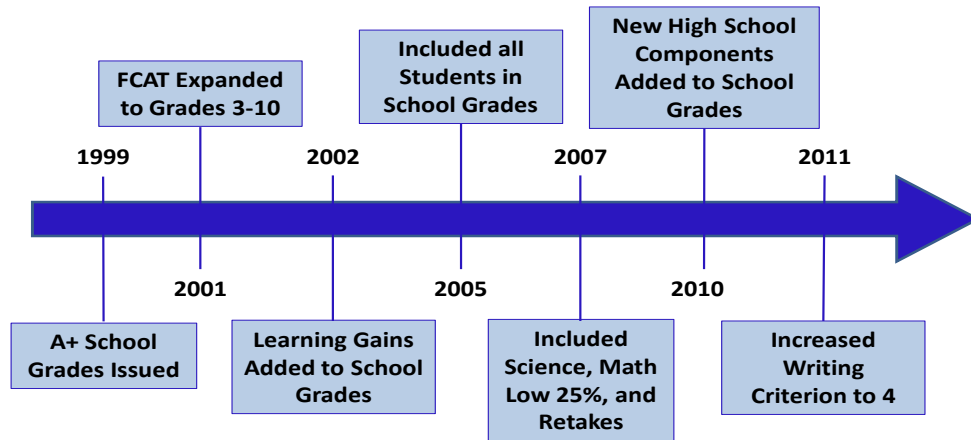 New High School
Components
Added to School
Grades
Included all
Students in
School Grades
FCAT Expanded
to Grades 3-10
1999
2002
2007
2011
2001
2005
2010
A+ School
Grades Issued
Learning Gains
Added to School
Grades
Included
Science, Math
Low 25%, and
Retakes
Increased
Writing
Criterion to 4